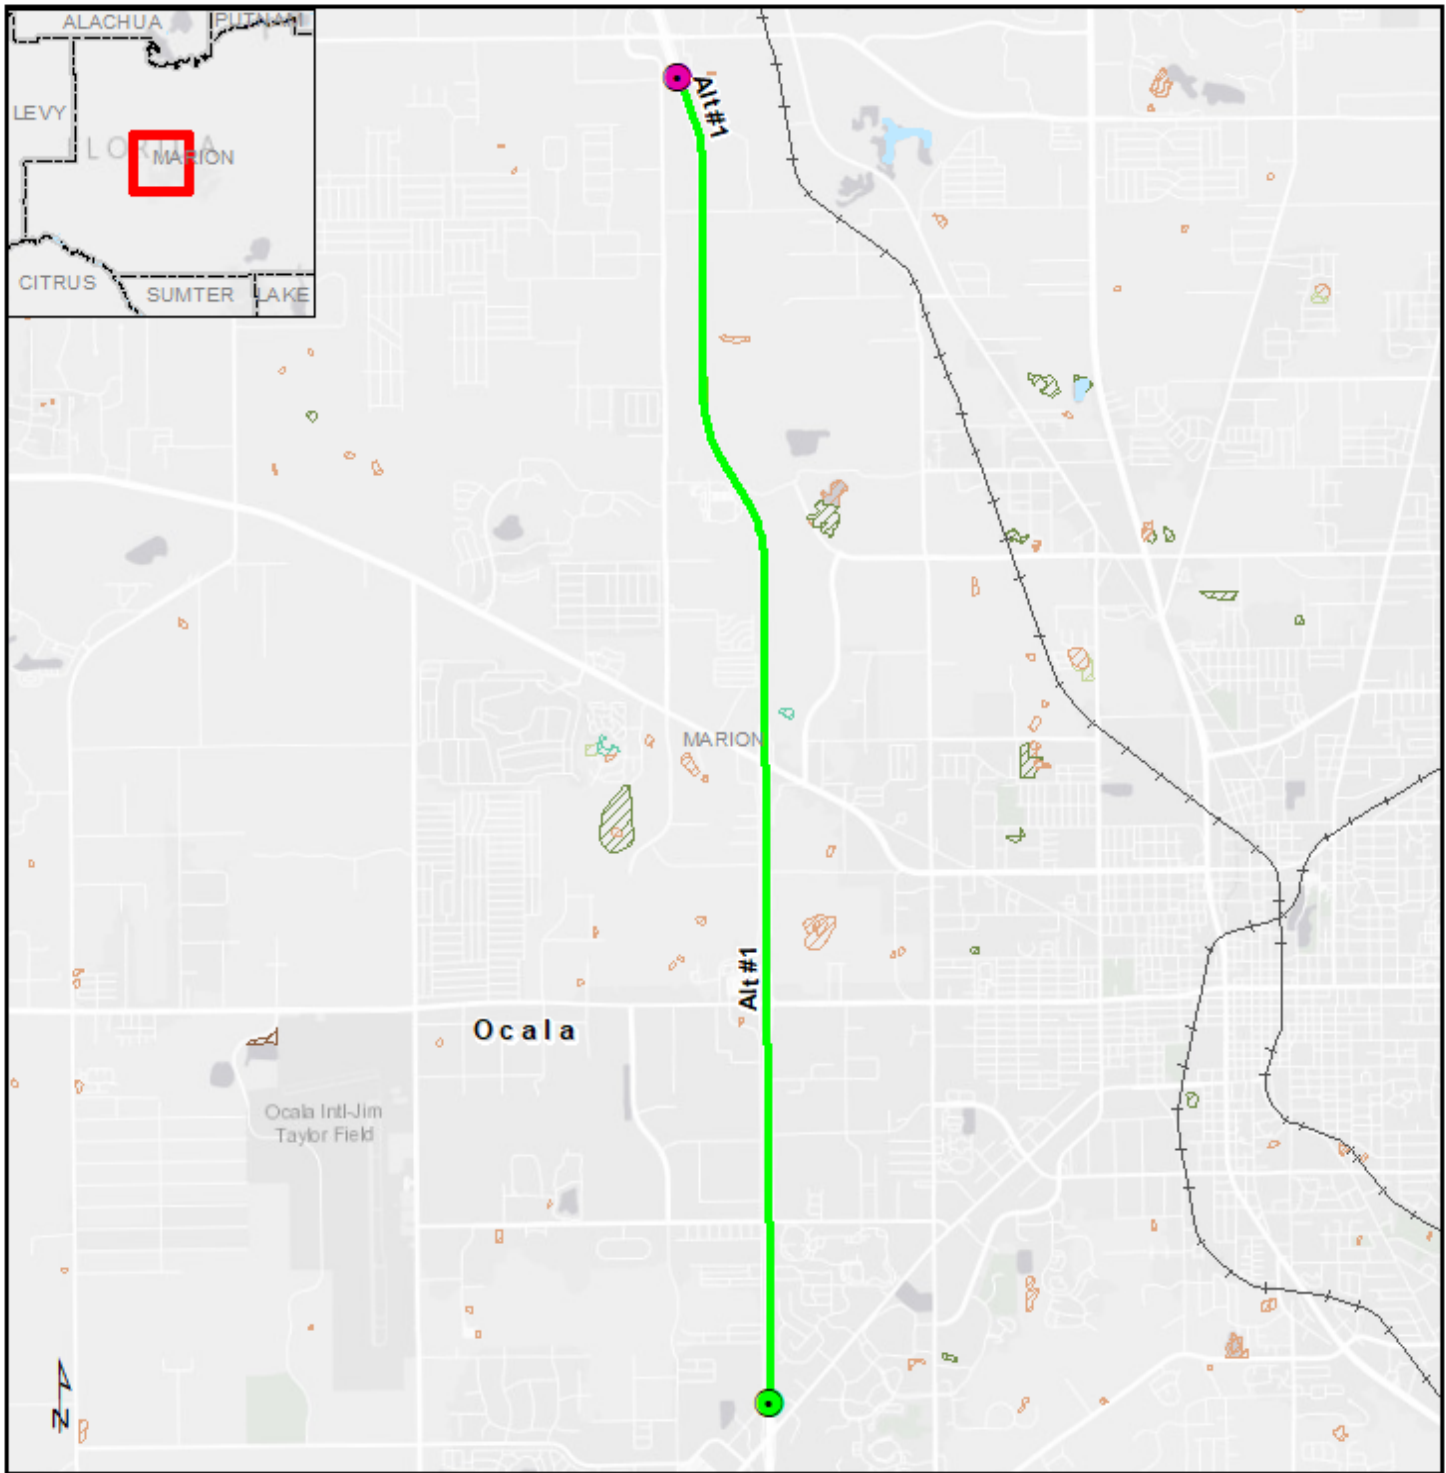 ALACHUA
PUTNAM
LEVY
FLORIDA
MARION
CITRUS
SUMTER
LAKE
Alt#1
MARION
Alt #1
Ocala
Ocala Intl-Jim
Taylor Field
N